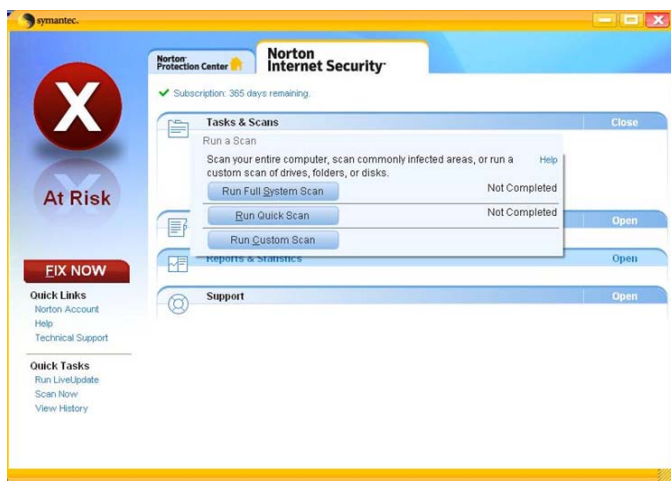 symantec.
Norton
Protection Center
Norton
Internet Security
Subscription: 365 days remaining.
X
At Risk
FIX NOW
Quick Links
Norton Account
Help
Technical Support
Quick Tasks
Run LiveUpdate
Scan Now
View History
Tasks & Scans
Close
Run a Scan
Scan your entire computer, scan commonly infected areas, or run a
custom scan of drives, folders, or disks.
Help
Run Full System Scan
Not Completed
Run Quick Scan
Not Completed
Run Custom Scan
Open
Reports & Statistics
Open
Support
Open